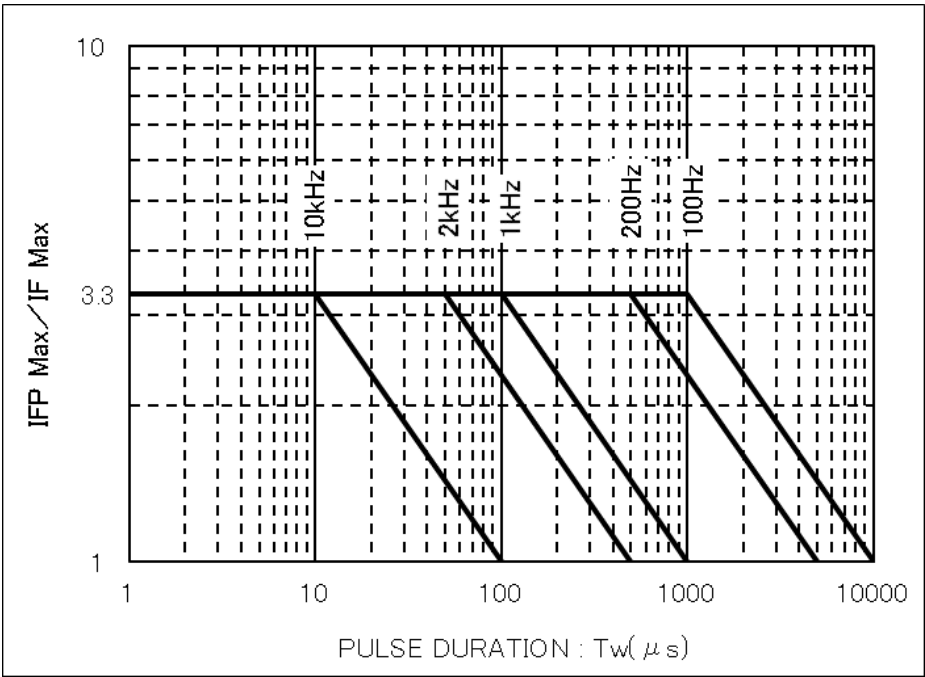 10
10kHz
2kHz
1kHz
200Hz
100Hz
IFP Max／IF Max
3.3
1
1
10
100
1000
10000
PULSE DURATION : Tw(μs)